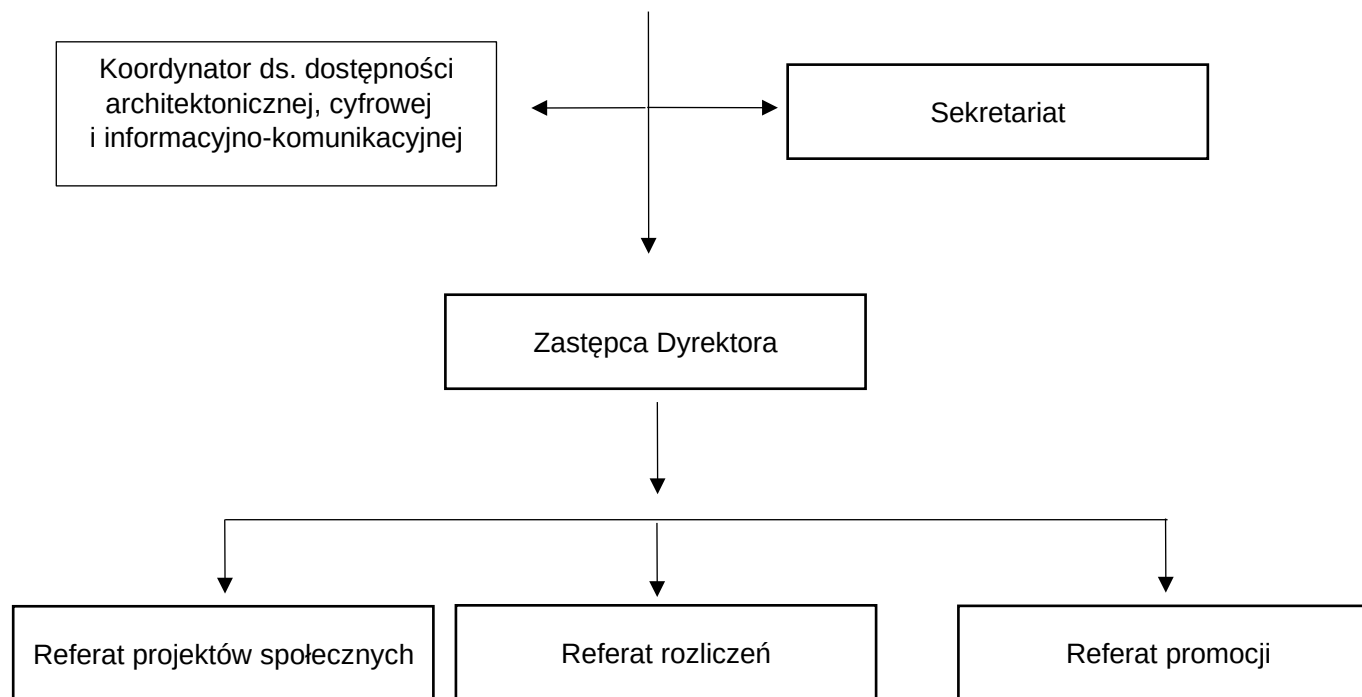 Koordynator ds. dostępności
architektonicznej, cyfrowej
i informacyjno-komunikacyjnej
Sekretariat
Zastępca Dyrektora
Referat projektów społecznych
Referat rozliczeń
Referat promocji